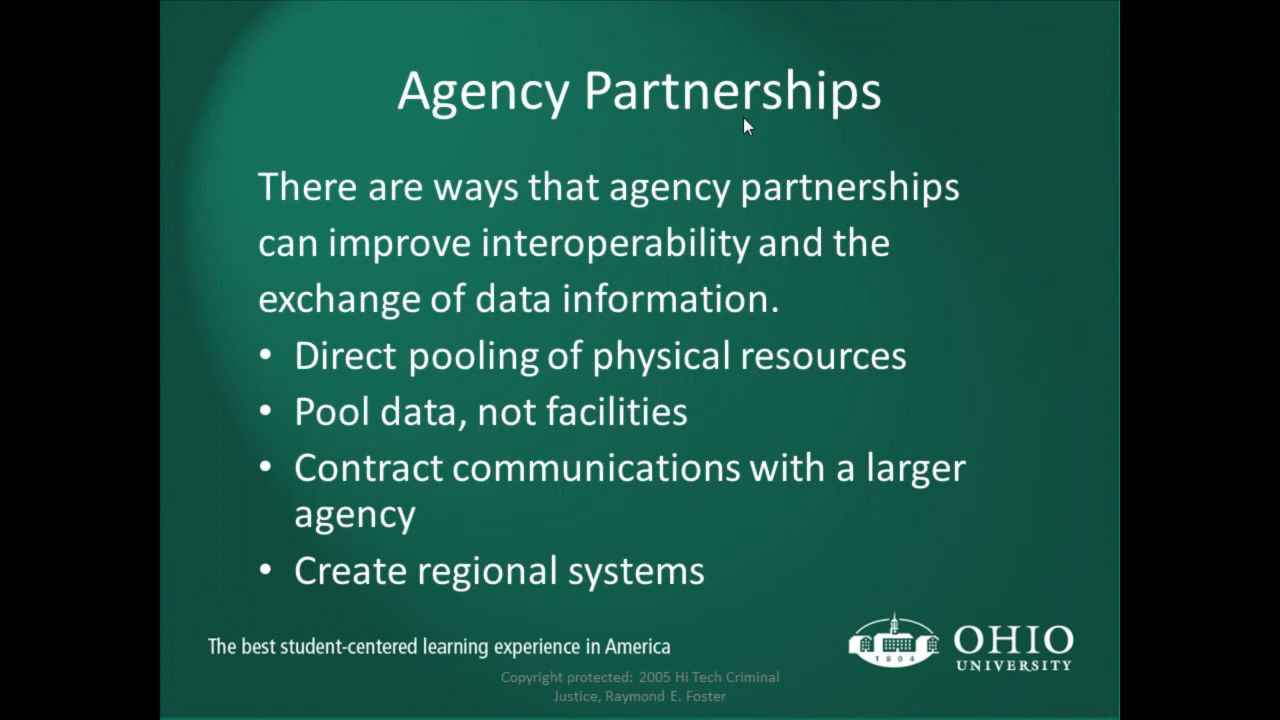 Agency Partnerships
There are ways that agency partnerships
can improve interoperability and the
exchange of data information.
• Direct pooling of physical resources
• Pool data, not facilities
• Contract communications with a larger
agency
• Create regional systems
The best student-centered learning experience in America
1804
OHIO
UNIVERSITY
Copyright protected: 2005 Hi Tech Criminal
Justice, Raymond E. Foster